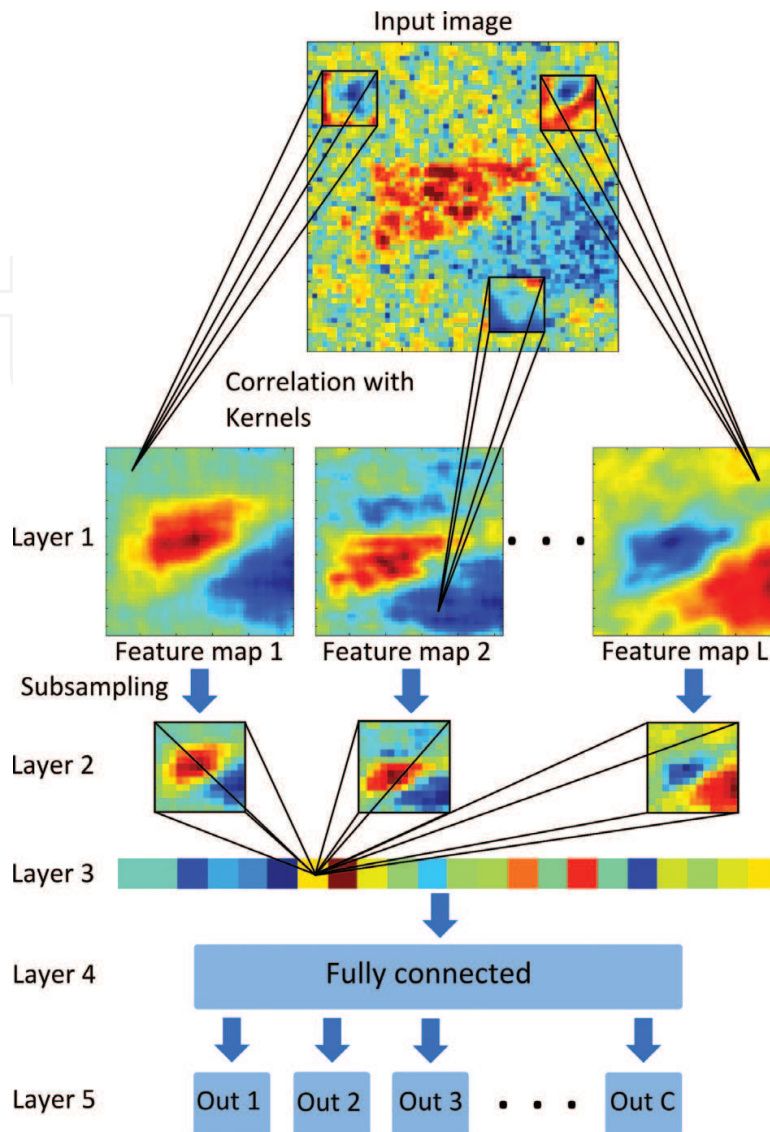 Input image
Correlation with
Kernels
Layer 1
Feature map 1
Feature map 2
Feature map L
Subsampling
Layer 2
Layer 3
Layer 4
Fully connected
Layer 5
Out 1
Out 2
Out 3
Out C